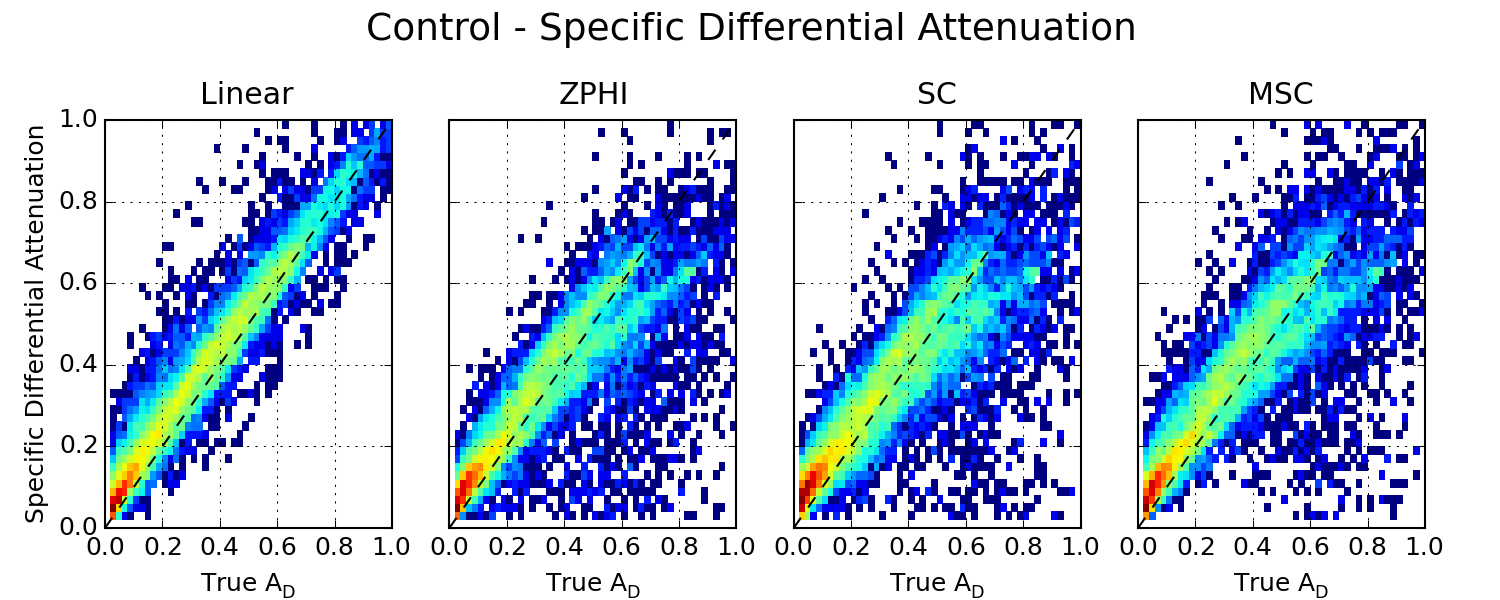 Control - Specific Differential Attenuation
Linear
ZPHI
SC
MSC
Specific Differential Attenuation
1.0
0.8
0.6
0.4
0.2
0.0
0.0 0.2 0.4 0.6 0.8 1.0
0.0 0.2 0.4 0.6 0.8 1.0
0.0 0.2 0.4 0.6 0.8 1.0
0.0 0.2 0.4 0.6 0.8 1.0
True A_D
True A_D
True A_D
True A_D